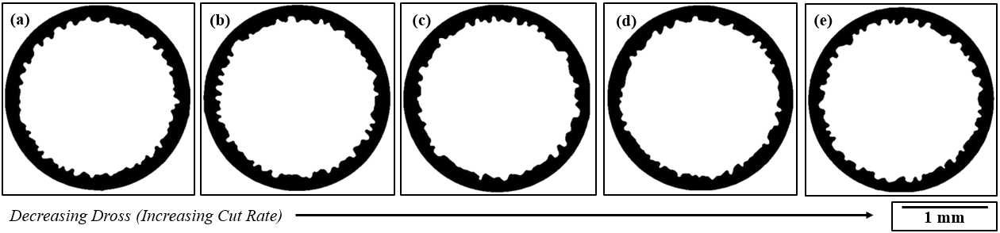 (a)
(b)
(c)
(d)
(e)
Decreasing Dross (Increasing Cut Rate)
1 mm